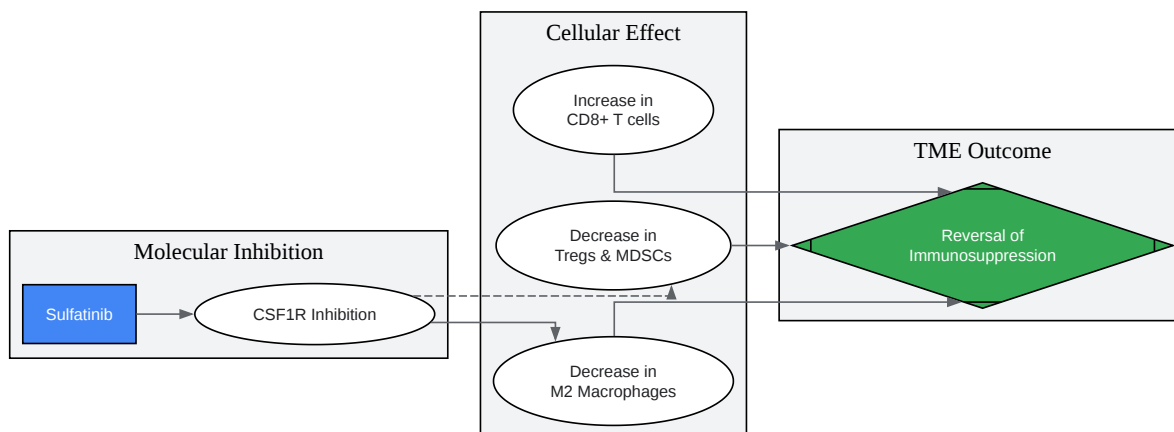 Molecular Inhibition
Sulfatinib
CSF1R Inhibition
Cellular Effect
Increase in
CD8+ T cells
Decrease in
Tregs & MDSCs
Decrease in
M2 Macrophages
TME Outcome
Reversal of
Immunosuppression